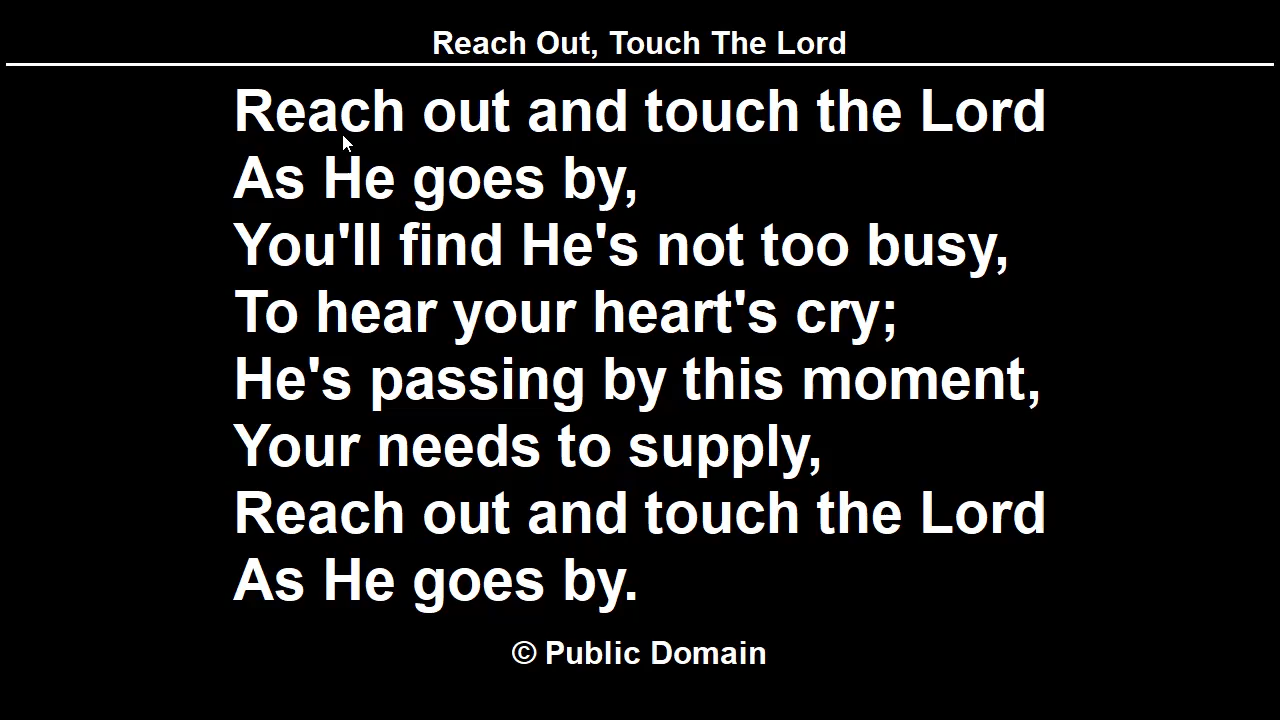 Reach Out, Touch The Lord
Reach out and touch the Lord
As He goes by,
You'll find He's not too busy,
To hear your heart's cry;
He's passing by this moment,
Your needs to supply,
Reach out and touch the Lord
As He goes by.
© Public Domain